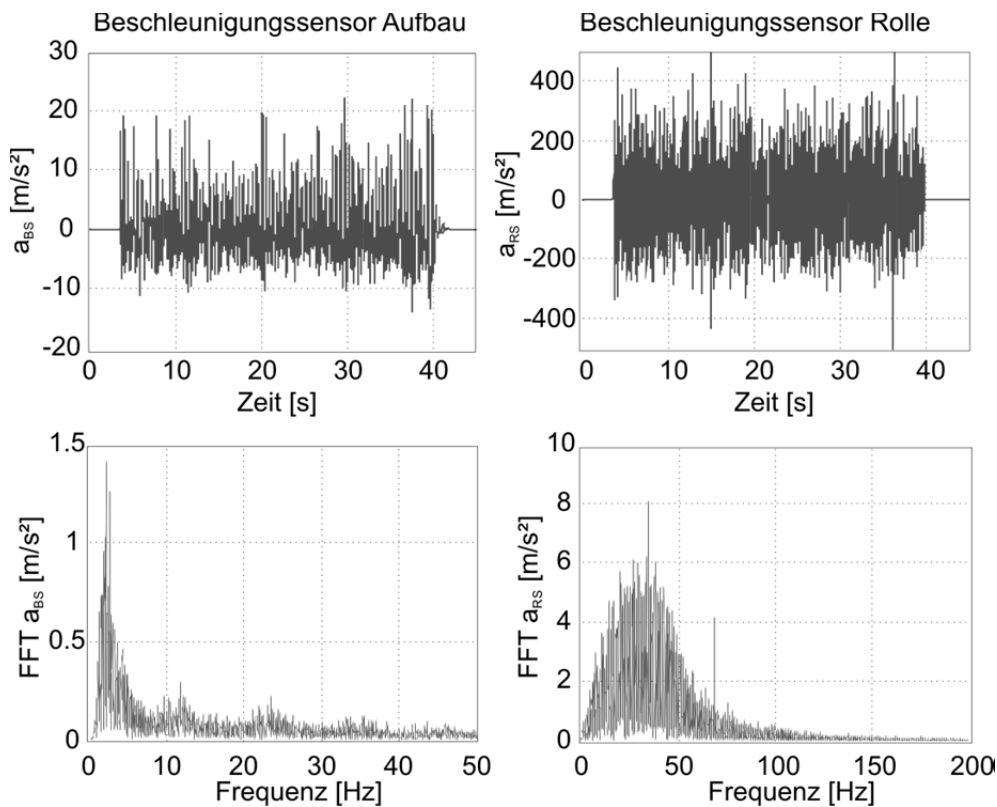 Beschleunigungssensor Aufbau
30
20
10
0
-10
-20
a_BS [m/s²]
0 10 20 30 40
Zeit [s]
Beschleunigungssensor Rolle
400
200
0
-200
-400
a_RS [m/s²]
0 10 20 30 40
Zeit [s]
1.5
1
0.5
0
FFT a_BS [m/s²]
0 10 20 30 40 50
Frequenz [Hz]
10
8
6
4
2
0
FFT a_RS [m/s²]
0 50 100 150 200
Frequenz [Hz]